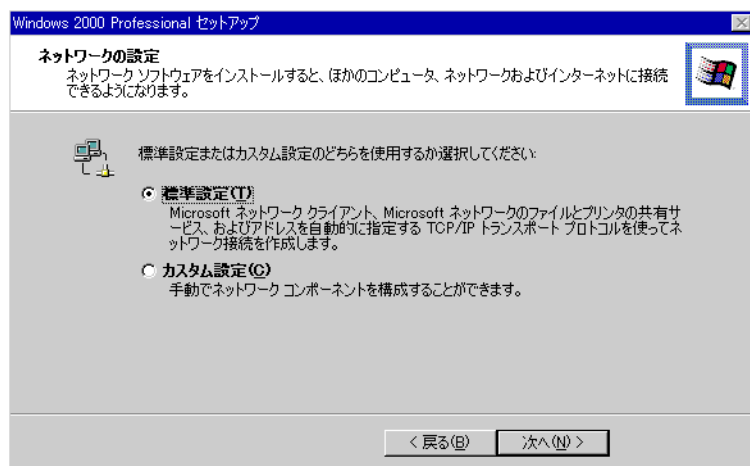 Windows 2000 Professional セットアップ
ネットワークの設定
ネットワーク ソフトウェアをインストールすると、ほかのコンピュータ、ネットワークおよびインターネットに接続
できるようになります。
標準設定またはカスタム設定のどちらを使用するか選択してください:
標準設定(T)
Microsoft ネットワーク クライアント、Microsoft ネットワークのファイルとプリンタの共有サ
ービス、およびアドレスを自動的に指定する TCP/IP トランスポート プロトコルを使ってネ
ットワーク接続を作成します。
カスタム設定(C)
手動でネットワーク コンポーネントを構成することができます。
< 戻る(B)
次へ(N) >